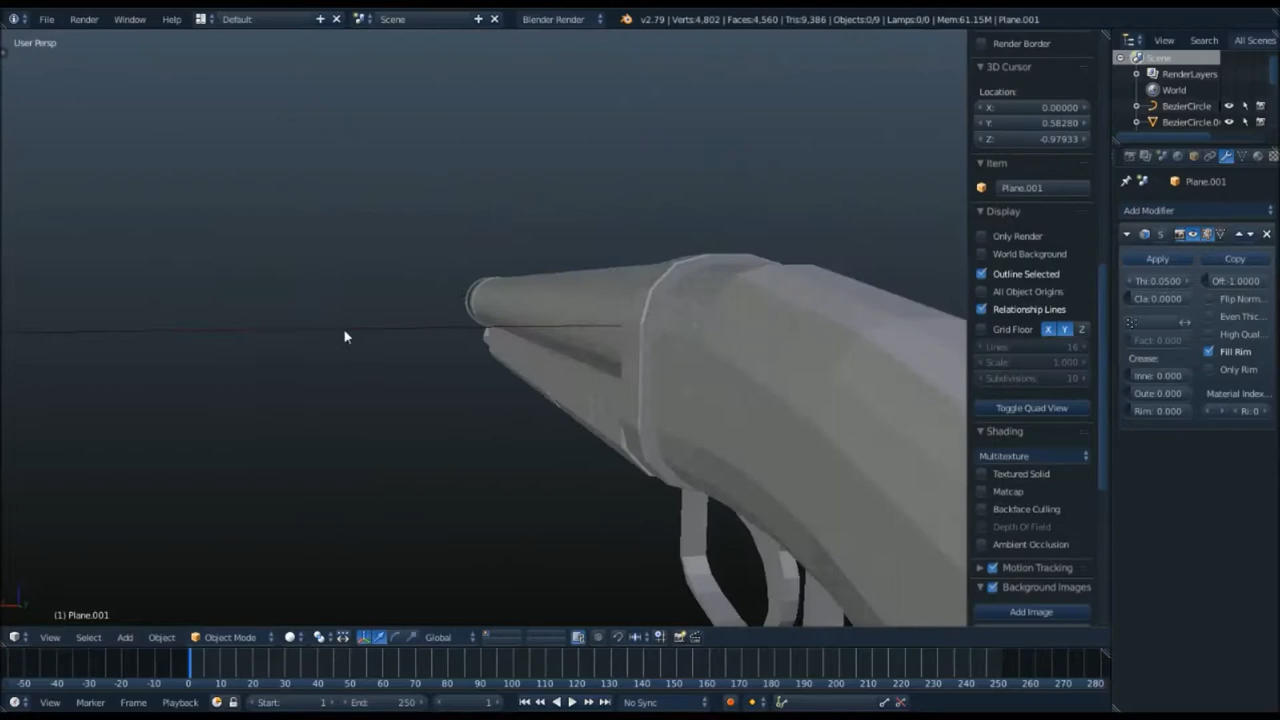 File Render Window Help Default Scene Blender Render v2.79 | Verts:4,802 | Faces:4,560 | Tris:9,386 | Objects:0/9 | Lamps:0/0 | Mem:61.15M | Plane.001
User Persp
Render Border
3D Cursor
Location:
X: 0.00000
Y: 0.58280
Z: -0.97933
Item
Plane.001
Display
Only Render
World Background
Outline Selected
All Object Origins
Relationship Lines
Grid Floor X Y Z
Lines: 16
Scale: 1.000
Subdivisions: 10
Toggle Quad View
Shading
Multitexture
Textured Solid
Matcap
Backface Culling
Depth Of Field
Ambient Occlusion
Motion Tracking
Background Images
Add Image
View Search All Scenes
Scene
RenderLayers
World
BezierCircle
BezierCircle.0
Plane.001
Add Modifier
S
Apply Copy
Thi:0.0500 Off:-1.0000
Cla:0.0000 Flip Norm...
Even Thic...
High Qual...
Fact: 0.000
Crease: Fill Rim
Inne: 0.000 Only Rim
Oute: 0.000 Material Index...
Rim: 0.000 Ri: 0
(1) Plane.001
View Select Add Object Object Mode Global
-50 -40 -30 -20 -10 0 10 20 30 40 50 60 70 80 90 100 110 120 130 140 150 160 170 180 190 200 210 220 230 240 250 260 270 280
View Marker Frame Playback Start: 1 End: 250 1 No Sync